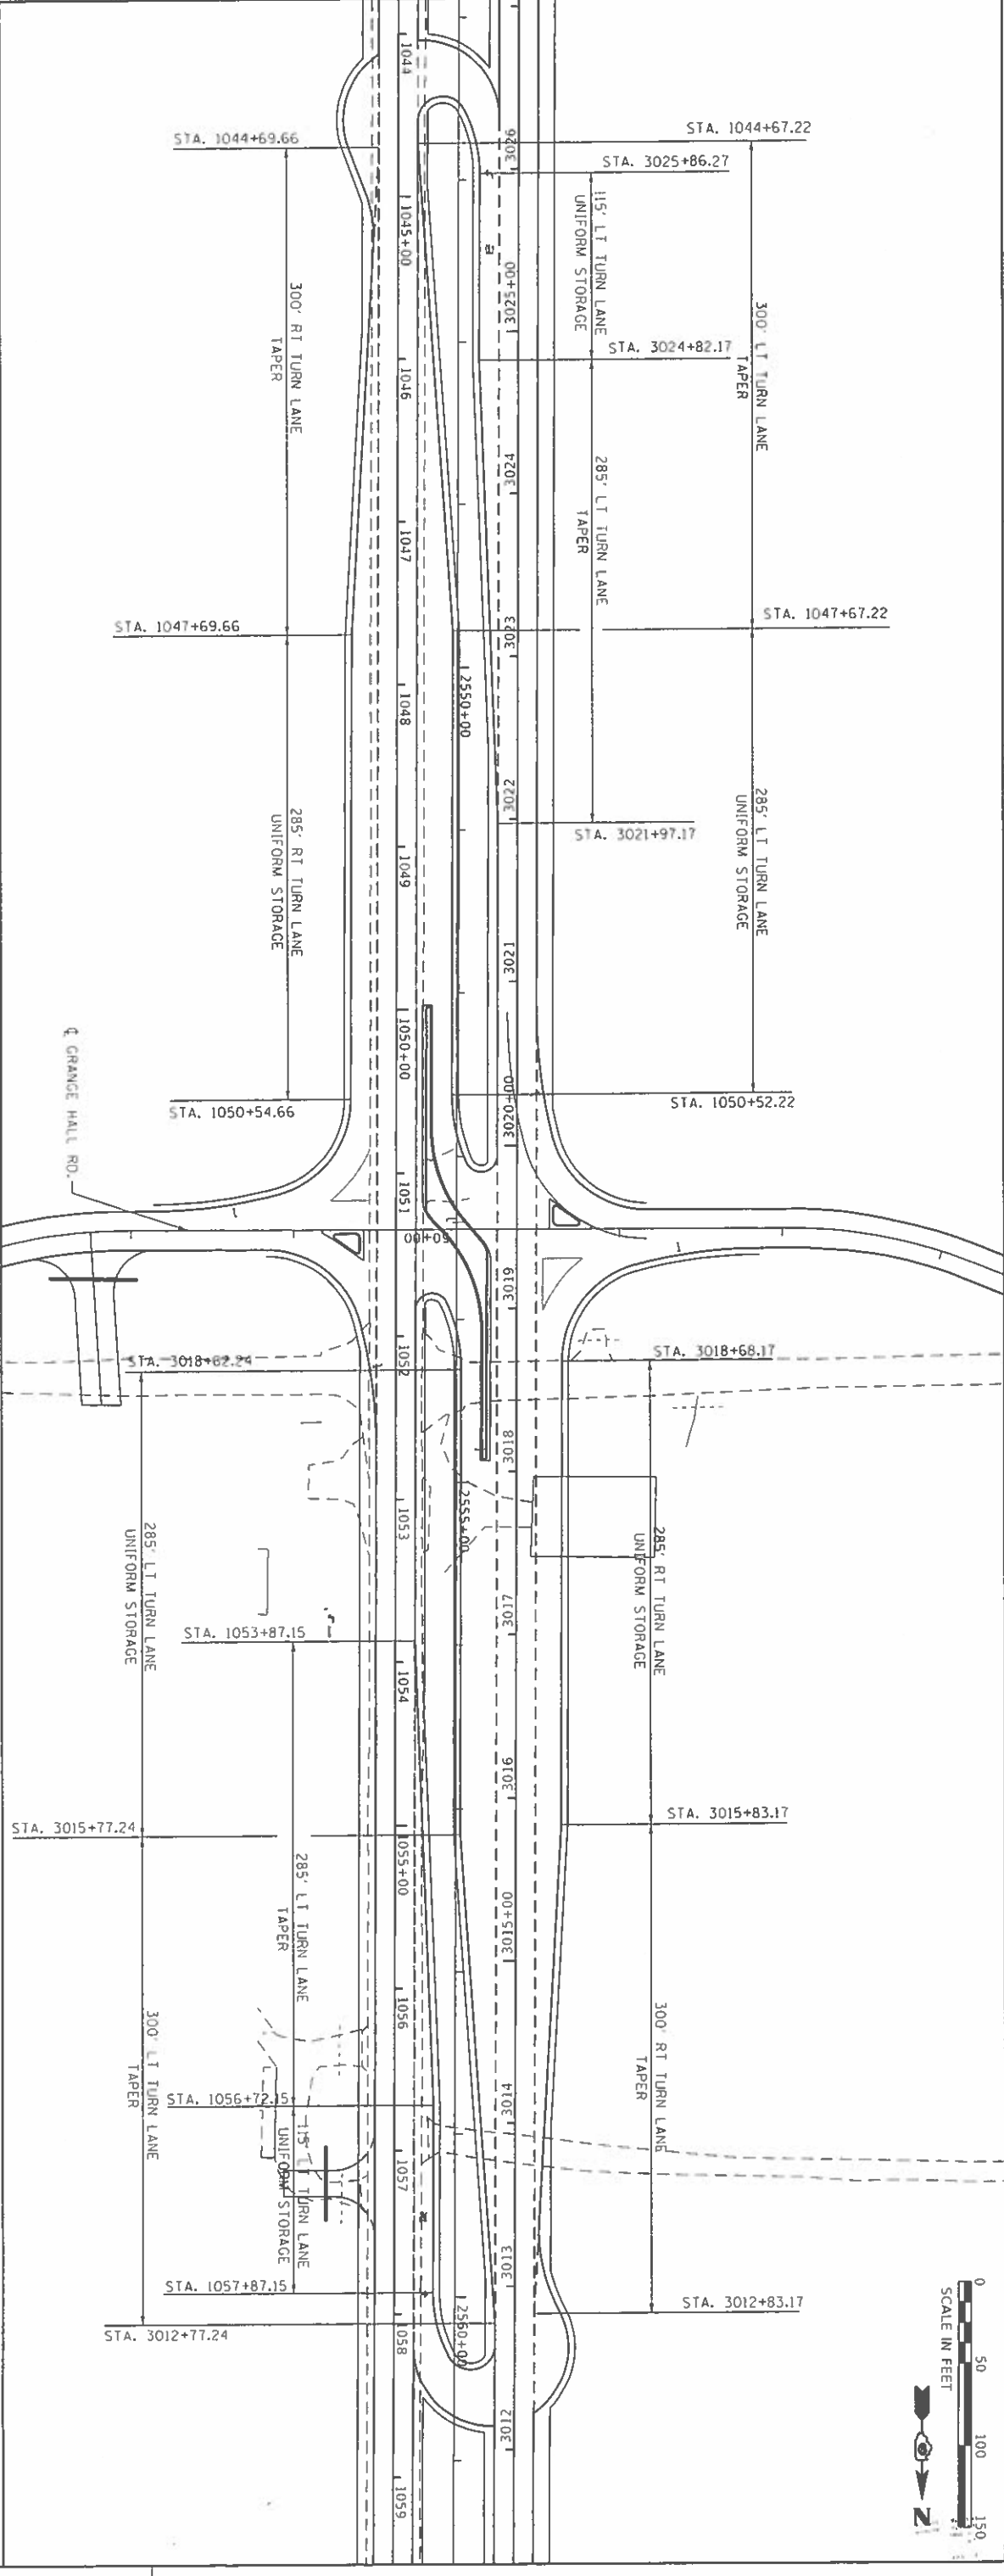 STA. 1044+69.66
STA. 1044+67.22
STA. 3025+86.27
1044
3026
115' LT TURN LANE
UNIFORM STORAGE
1045+00
3025+00
300' RT TURN LANE
TAPER
300' LT TURN LANE
TAPER
STA. 3024+82.17
1046
3024
285' LT TURN LANE
TAPER
1047
STA. 1047+69.66
3023
STA. 1047+67.22
1048
2550+00
3022
STA. 3021+97.17
285' RT TURN LANE
UNIFORM STORAGE
285' LT TURN LANE
UNIFORM STORAGE
1049
3021
1050+00
3020+00
STA. 1050+54.66
STA. 1050+52.22
℄ GRANGE HALL RD.
1051
1
60+00
1
3019
STA. 3018+62.24
1052
STA. 3018+68.17
3018
1053
2555+00
285' LT TURN LANE
UNIFORM STORAGE
285' RT TURN LANE
UNIFORM STORAGE
3017
STA. 1053+87.15
1054
3016
STA. 3015+77.24
STA. 3015+83.17
1055+00
3015+00
285' LT TURN LANE
TAPER
1056
300' LT TURN LANE
TAPER
300' RT TURN LANE
TAPER
STA. 1056+72.15
3014
115' LT TURN LANE
UNIFORM STORAGE
1057
3013
STA. 1057+87.15
STA. 3012+83.17
STA. 3012+77.24
1058
2560+00
3012
1059
0 50 100 150
SCALE IN FEET
N